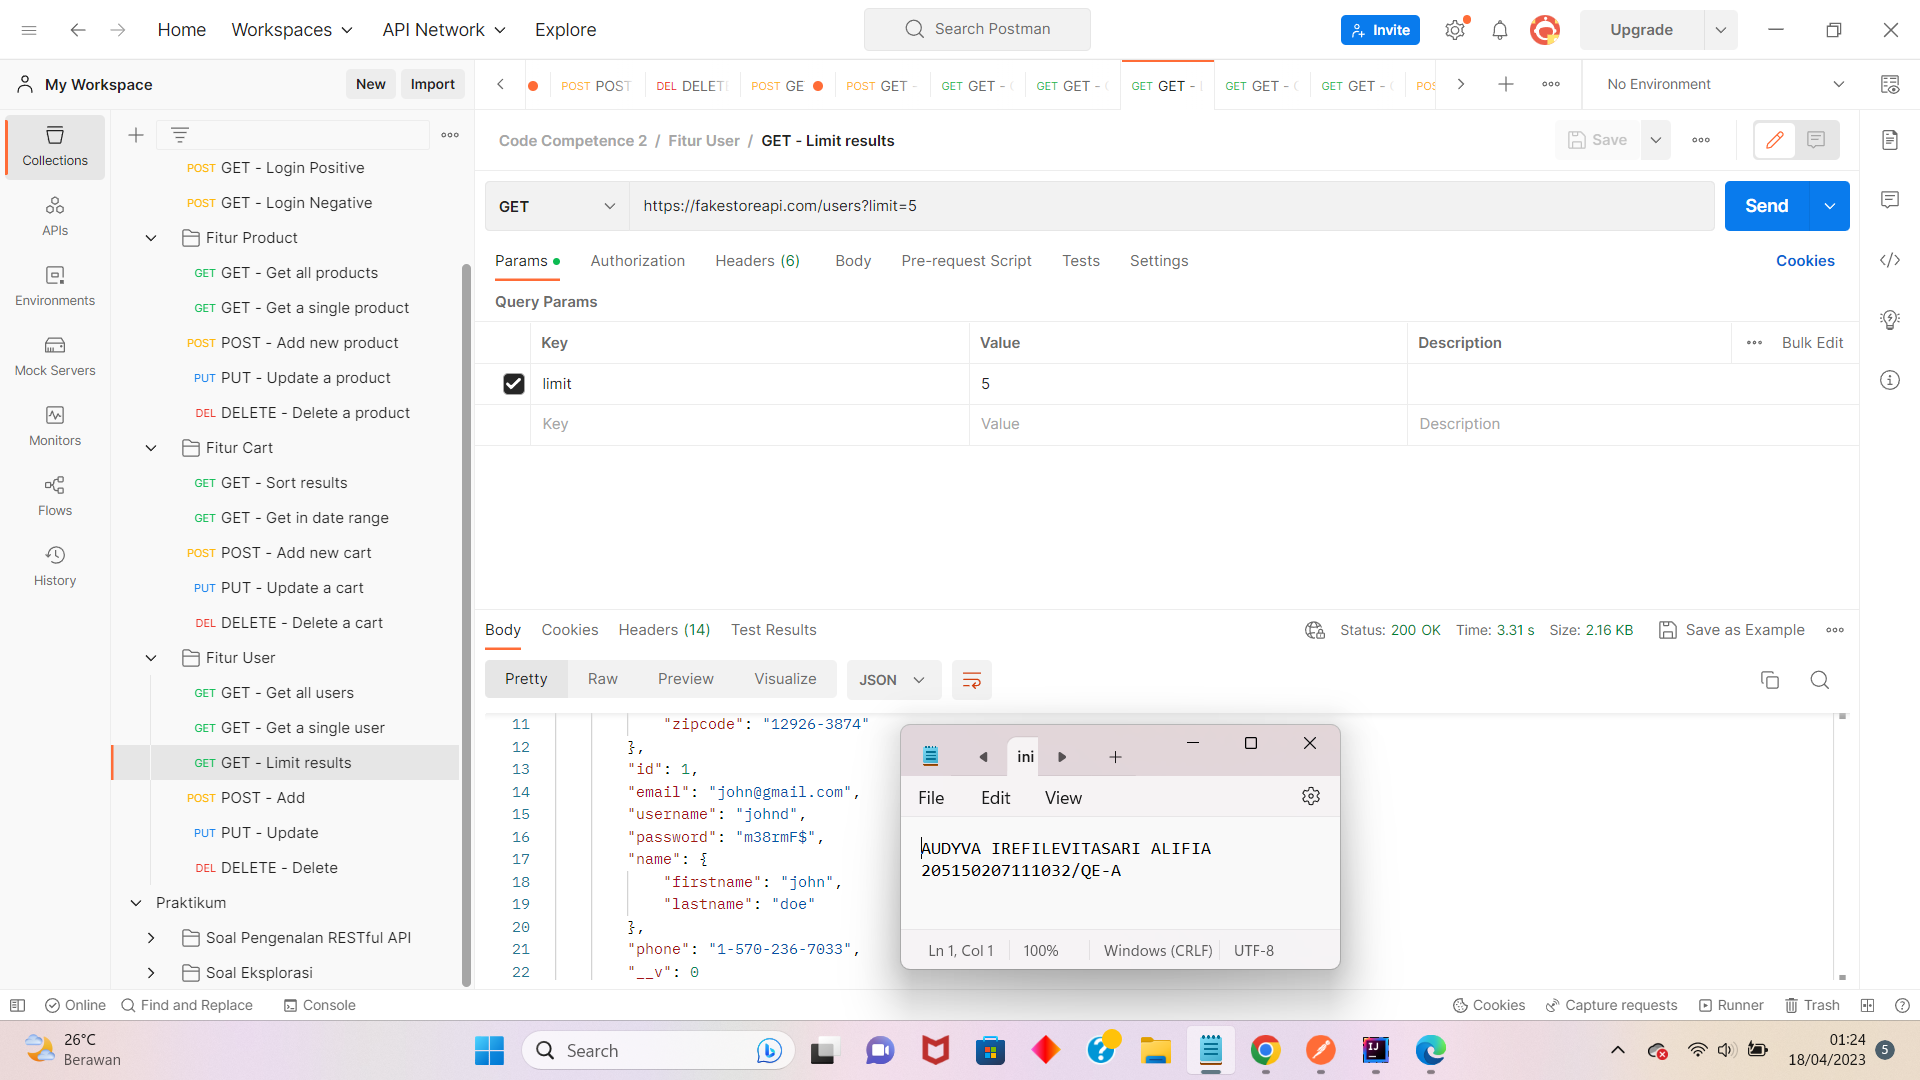 Home
Workspaces
API Network
Explore
Search Postman
Invite
Upgrade
My Workspace
New
Import
POST POST
DEL DELETE
POST GE
POST GET -
GET GET -
GET GET -
GET GET -
GET GET -
GET GET -
No Environment
Collections
APIs
Environments
Mock Servers
Monitors
Flows
History
POST GET - Login Positive
POST GET - Login Negative
Fitur Product
GET GET - Get all products
GET GET - Get a single product
POST POST - Add new product
PUT PUT - Update a product
DEL DELETE - Delete a product
Fitur Cart
GET GET - Sort results
GET GET - Get in date range
POST POST - Add new cart
PUT PUT - Update a cart
DEL DELETE - Delete a cart
Fitur User
GET GET - Get all users
GET GET - Get a single user
GET GET - Limit results
POST POST - Add
PUT PUT - Update
DEL DELETE - Delete
Praktikum
Soal Pengenalan RESTful API
Soal Eksplorasi
Code Competence 2 / Fitur User / GET - Limit results
Save
GET
https://fakestoreapi.com/users?limit=5
Send
Params
Authorization
Headers (6)
Body
Pre-request Script
Tests
Settings
Cookies
Query Params
Key
Value
Description
Bulk Edit
limit
5
Key
Value
Description
Body
Cookies
Headers (14)
Test Results
Status: 200 OK
Time: 3.31 s
Size: 2.16 KB
Save as Example
Pretty
Raw
Preview
Visualize
JSON
11 "zipcode": "12926-3874"
12 },
13 "id": 1,
14 "email": "john@gmail.com",
15 "username": "johnd",
16 "password": "m38rmF$",
17 "name": {
18 "firstname": "john",
19 "lastname": "doe"
20 },
21 "phone": "1-570-236-7033",
22 "__v": 0
ini
File
Edit
View
AUDYVA IREFILEVITASARI ALIFIA
205150207111032/QE-A
Ln 1, Col 1
100%
Windows (CRLF)
UTF-8
Online
Find and Replace
Console
Cookies
Capture requests
Runner
Trash
26°C
Berawan
Search
01:24
18/04/2023
5